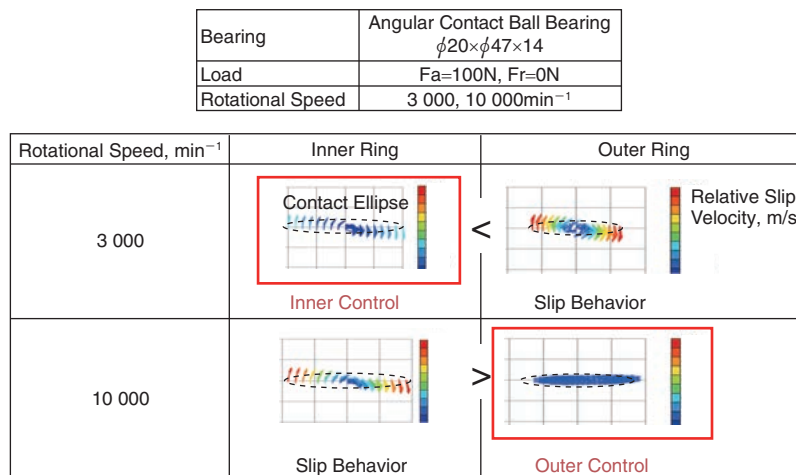 Bearing
Angular Contact Ball Bearing
ϕ20×ϕ47×14
Load
Fa=100N, Fr=0N
Rotational Speed
3 000, 10 000min⁻¹
Rotational Speed, min⁻¹
Inner Ring
Outer Ring
3 000
Contact Ellipse
Inner Control
<
Relative Slip
Velocity, m/s
Slip Behavior
10 000
Slip Behavior
>
Outer Control